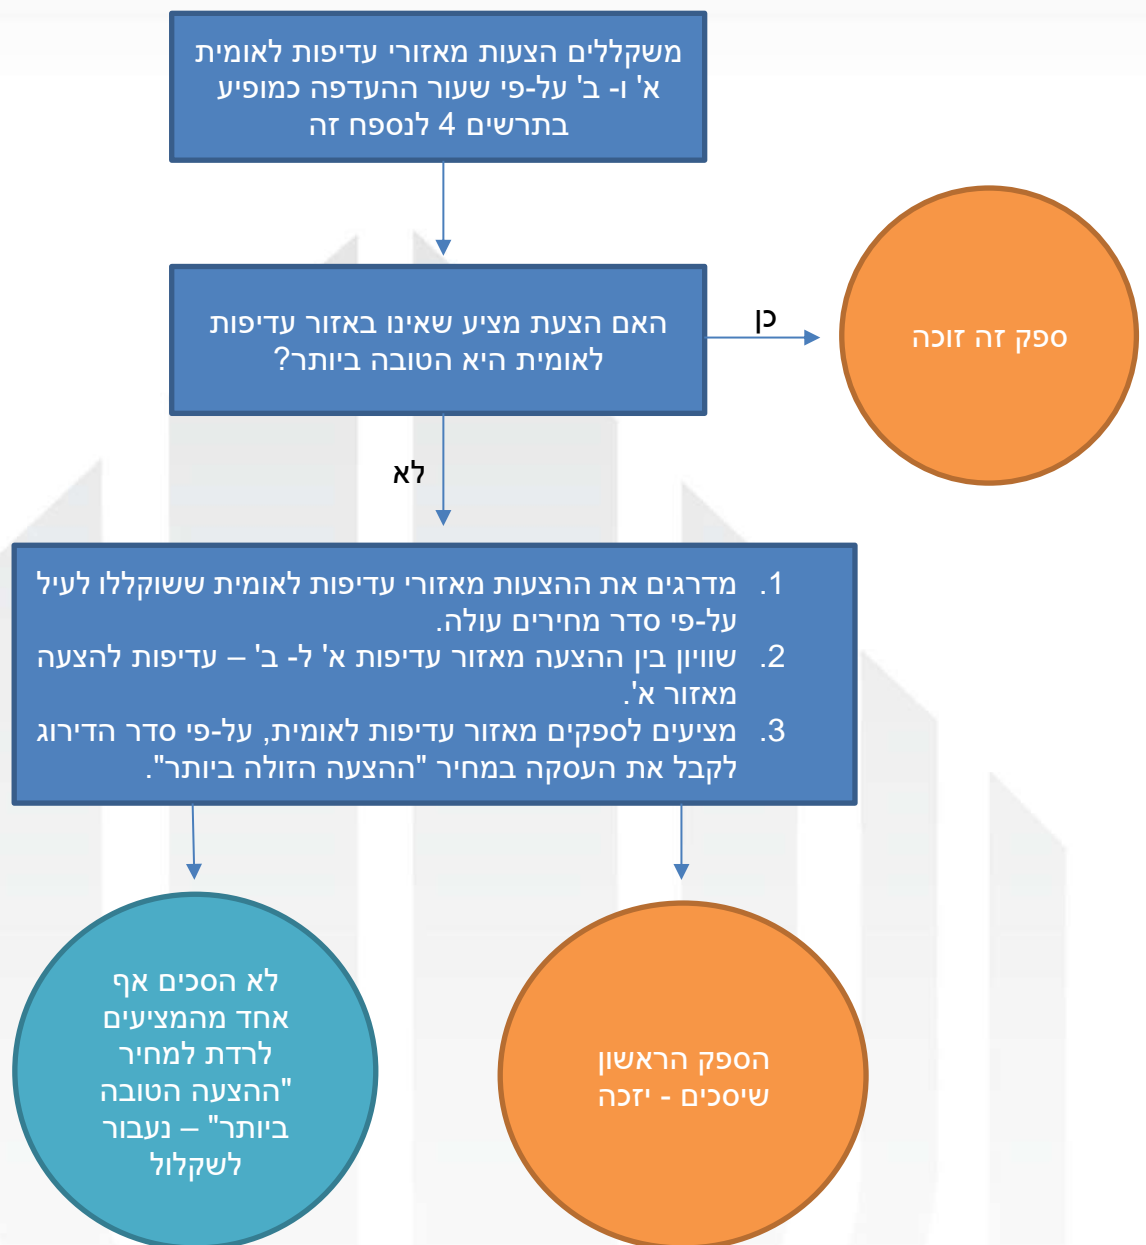 משקללים הצעות מאזורי עדיפות לאומית
א' ו- ב' על-פי שעור ההעדפה כמופיע
בתרשים 4 לנספח זה
האם הצעת מציע שאינו באזור עדיפות
לאומית היא הטובה ביותר?
כן
ספק זה זוכה
לא
1. מדרגים את ההצעות מאזורי עדיפות לאומית ששוקללו לעיל
על-פי סדר מחירים עולה.
2. שוויון בין ההצעה מאזור עדיפות א' ל- ב' – עדיפות להצעה
מאזור א'.
3. מציעים לספקים מאזור עדיפות לאומית, על-פי סדר הדירוג
לקבל את העסקה במחיר "ההצעה הזולה ביותר".
הספק הראשון
שיסכים - יזכה
לא הסכים אף
אחד מהמציעים
לרדת למחיר
"ההצעה הטובה
ביותר" – נעבור
לשקלול